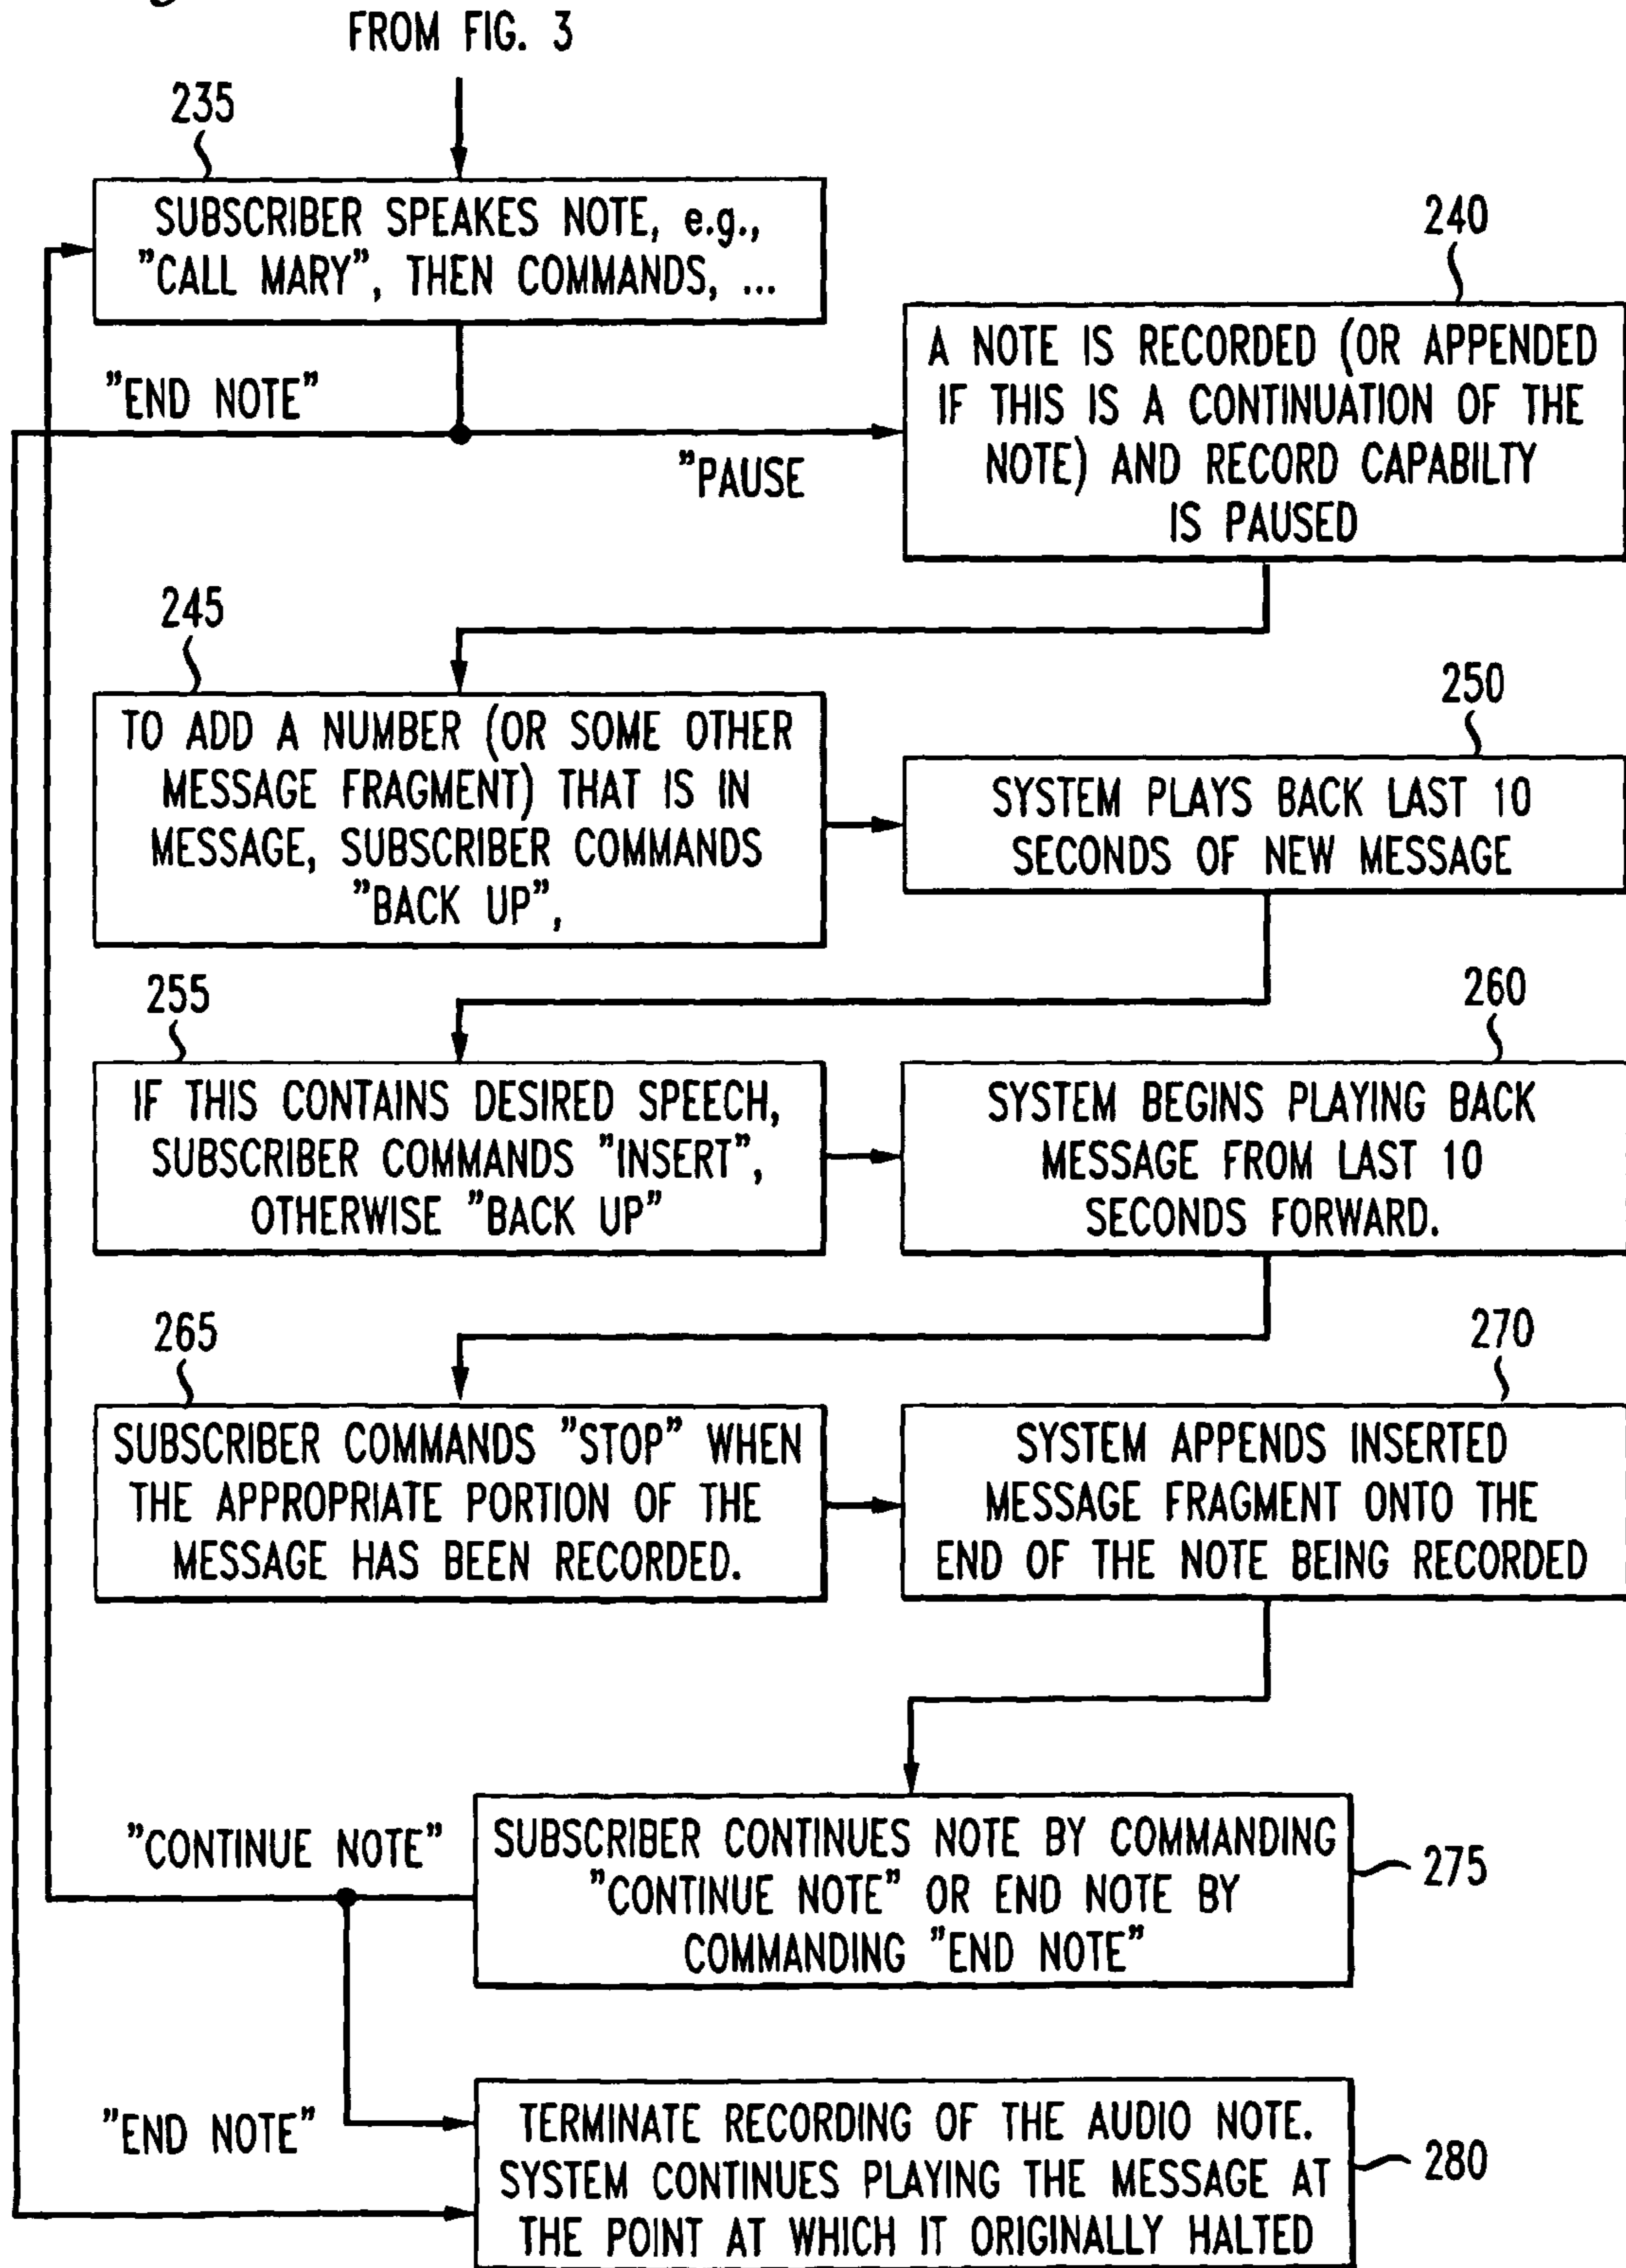 FROM FIG. 3
235
SUBSCRIBER SPEAKES NOTE, e.g.,
"CALL MARY", THEN COMMANDS, ...
"END NOTE"
"PAUSE
240
A NOTE IS RECORDED (OR APPENDED
IF THIS IS A CONTINUATION OF THE
NOTE) AND RECORD CAPABILTY
IS PAUSED
245
TO ADD A NUMBER (OR SOME OTHER
MESSAGE FRAGMENT) THAT IS IN
MESSAGE, SUBSCRIBER COMMANDS
"BACK UP",
250
SYSTEM PLAYS BACK LAST 10
SECONDS OF NEW MESSAGE
255
IF THIS CONTAINS DESIRED SPEECH,
SUBSCRIBER COMMANDS "INSERT",
OTHERWISE "BACK UP"
260
SYSTEM BEGINS PLAYING BACK
MESSAGE FROM LAST 10
SECONDS FORWARD.
265
SUBSCRIBER COMMANDS "STOP" WHEN
THE APPROPRIATE PORTION OF THE
MESSAGE HAS BEEN RECORDED.
270
SYSTEM APPENDS INSERTED
MESSAGE FRAGMENT ONTO THE
END OF THE NOTE BEING RECORDED
"CONTINUE NOTE"
SUBSCRIBER CONTINUES NOTE BY COMMANDING
"CONTINUE NOTE" OR END NOTE BY
COMMANDING "END NOTE"
275
"END NOTE"
TERMINATE RECORDING OF THE AUDIO NOTE.
SYSTEM CONTINUES PLAYING THE MESSAGE AT
THE POINT AT WHICH IT ORIGINALLY HALTED
280